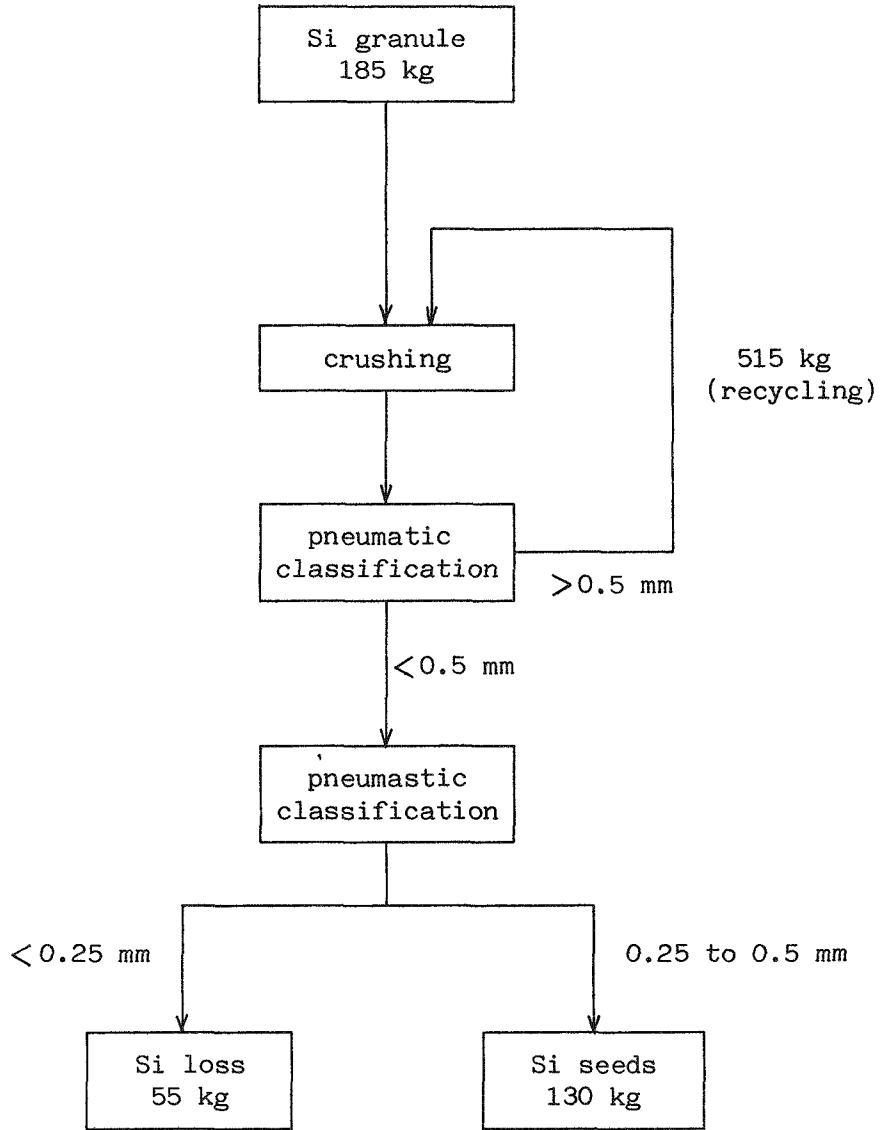 Si granule
185 kg
crushing
515 kg
(recycling)
pneumatic
classification
>0.5 mm
<0.5 mm
pneumastic
classification
<0.25 mm
0.25 to 0.5 mm
Si loss
55 kg
Si seeds
130 kg